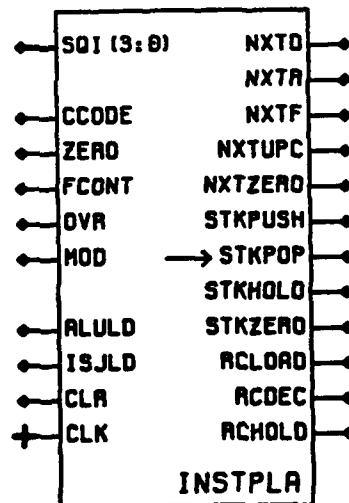 SQI (3:0) NXTD
NXTR
CCODE NXTF
ZERO NXTUPC
FCONT NXTZERO
OVR STKPUSH
MOD STKPOP
STKHOLD
ALULD STKZERO
ISJLD RCLOAD
CLR RCDEC
CLK RCHOLD
INSTPLA